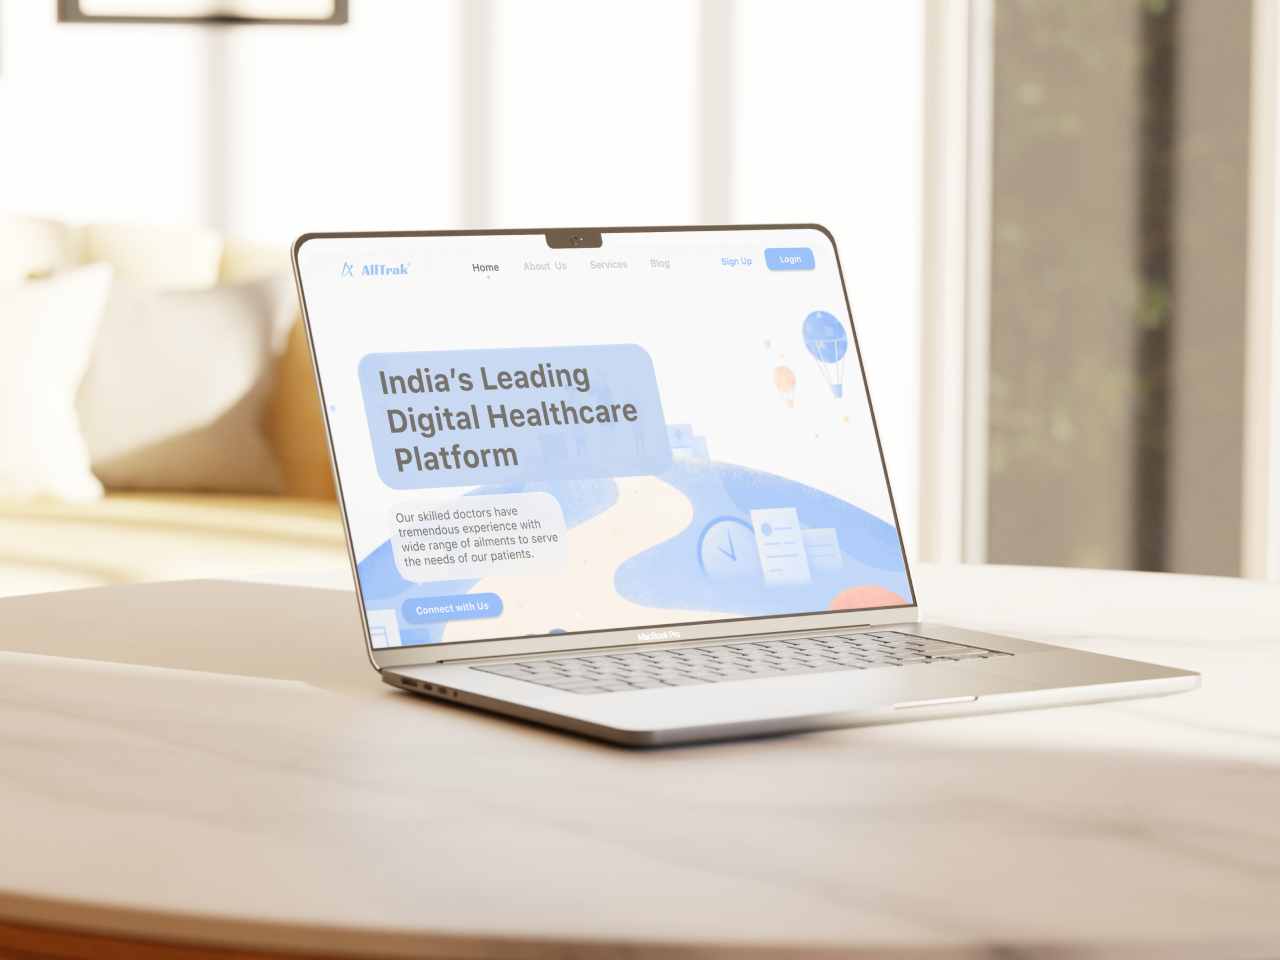 AllTrak®
Home
About Us
Services
Blog
Sign Up
Login
India's Leading
Digital Healthcare
Platform
Our skilled doctors have
tremendous experience with
wide range of ailments to serve
the needs of our patients.
Connect with Us
MacBook Pro